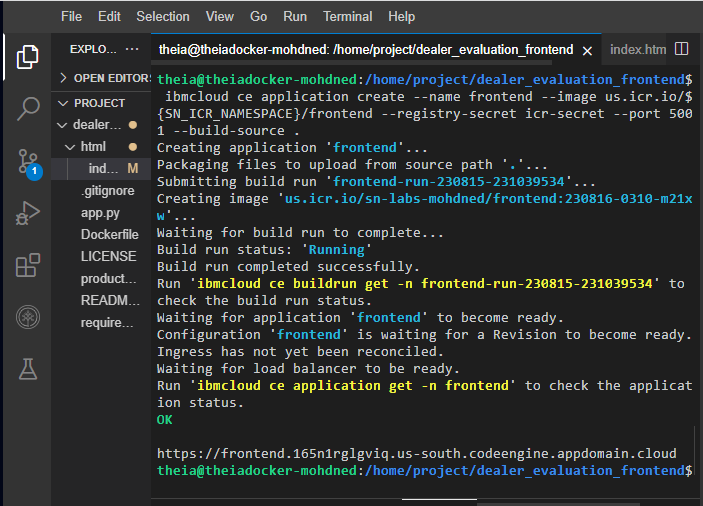 File Edit Selection View Go Run Terminal Help
EXPLO... ···
theia@theiadocker-mohdned: /home/project/dealer_evaluation_frontend × index.htm
OPEN EDITORS
PROJECT
dealer...
html
ind... M
.gitignore
app.py
Dockerfile
LICENSE
product...
READM...
require...
1
theia@theiadocker-mohdned:/home/project/dealer_evaluation_frontend$
ibmcloud ce application create --name frontend --image us.icr.io/$
{SN_ICR_NAMESPACE}/frontend --registry-secret icr-secret --port 500
1 --build-source .
Creating application 'frontend'...
Packaging files to upload from source path '.'...
Submitting build run 'frontend-run-230815-231039534'...
Creating image 'us.icr.io/sn-labs-mohdned/frontend:230816-0310-m21x
w'...
Waiting for build run to complete...
Build run status: 'Running'
Build run completed successfully.
Run 'ibmcloud ce buildrun get -n frontend-run-230815-231039534' to
check the build run status.
Waiting for application 'frontend' to become ready.
Configuration 'frontend' is waiting for a Revision to become ready.
Ingress has not yet been reconciled.
Waiting for load balancer to be ready.
Run 'ibmcloud ce application get -n frontend' to check the applicat
ion status.
OK
https://frontend.165n1rglgviq.us-south.codeengine.appdomain.cloud
theia@theiadocker-mohdned:/home/project/dealer_evaluation_frontend$